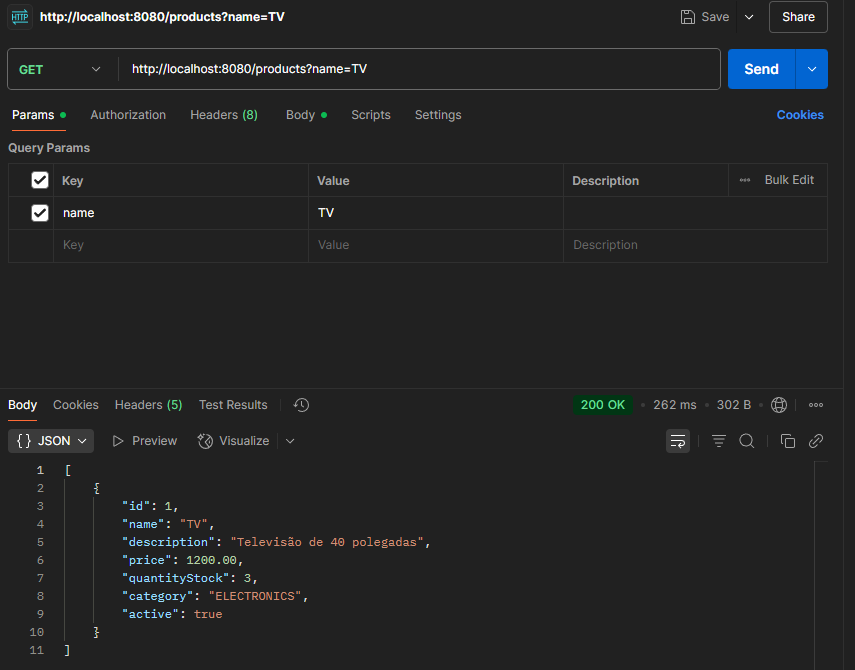 HTTP http://localhost:8080/products?name=TV Save Share
GET http://localhost:8080/products?name=TV Send
Params Authorization Headers (8) Body Scripts Settings Cookies
Query Params
Key Value Description Bulk Edit
name TV
Key Value Description
Body Cookies Headers (5) Test Results 200 OK 262 ms 302 B
{} JSON Preview Visualize
1 [
2 {
3 "id": 1,
4 "name": "TV",
5 "description": "Televisão de 40 polegadas",
6 "price": 1200.00,
7 "quantityStock": 3,
8 "category": "ELECTRONICS",
9 "active": true
10 }
11 ]